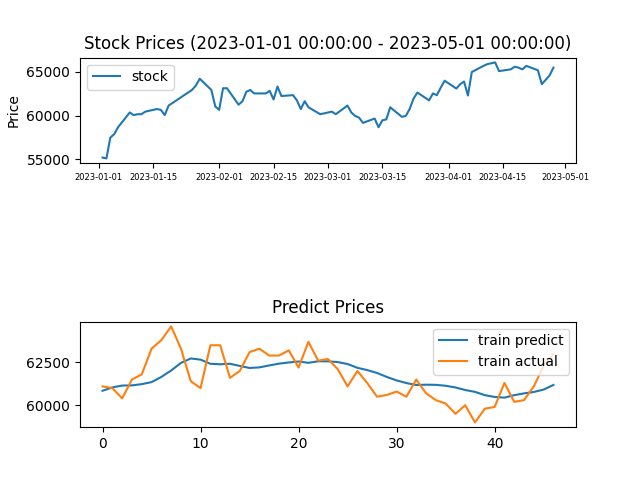 Stock Prices (2023-01-01 00:00:00 - 2023-05-01 00:00:00)
Price
65000
60000
55000
stock
2023-01-01 2023-01-15 2023-02-01 2023-02-15 2023-03-01 2023-03-15 2023-04-01 2023-04-15 2023-05-01
Predict Prices
62500
60000
train predict
train actual
0 10 20 30 40